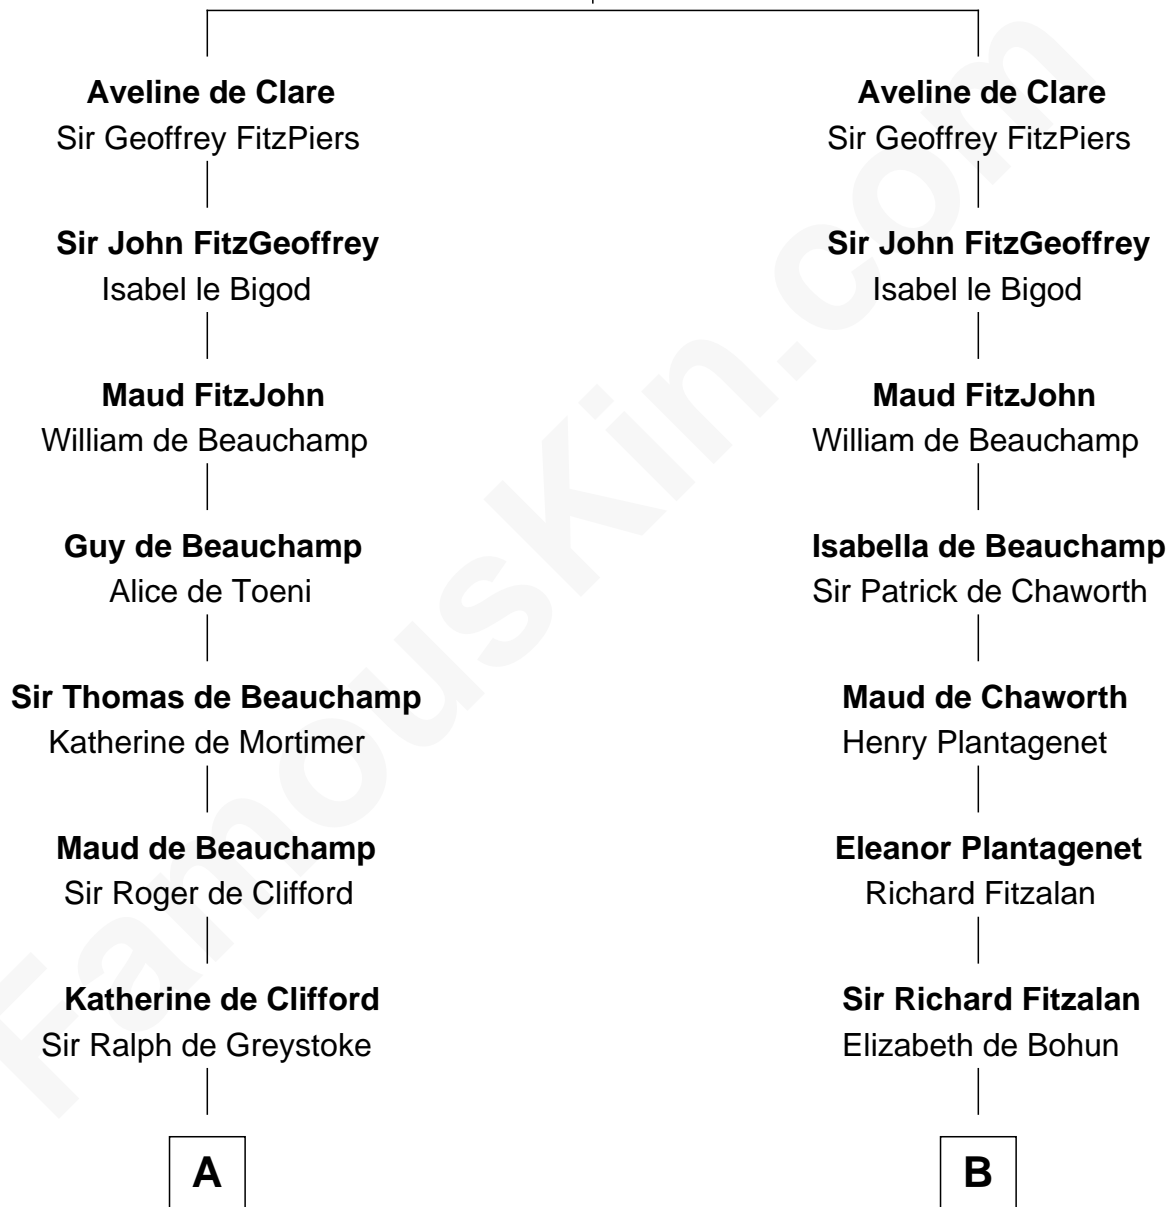 Aveline de Clare
Sir Geoffrey FitzPiers
Sir John FitzGeoffrey
Isabel le Bigod
Maud FitzJohn
William de Beauchamp
Guy de Beauchamp
Alice de Toeni
Sir Thomas de Beauchamp
Katherine de Mortimer
Maud de Beauchamp
Sir Roger de Clifford
Katherine de Clifford
Sir Ralph de Greystoke
A
Aveline de Clare
Sir Geoffrey FitzPiers
Sir John FitzGeoffrey
Isabel le Bigod
Maud FitzJohn
William de Beauchamp
Isabella de Beauchamp
Sir Patrick de Chaworth
Maud de Chaworth
Henry Plantagenet
Eleanor Plantagenet
Richard Fitzalan
Sir Richard Fitzalan
Elizabeth de Bohun
B
FamousKin.com